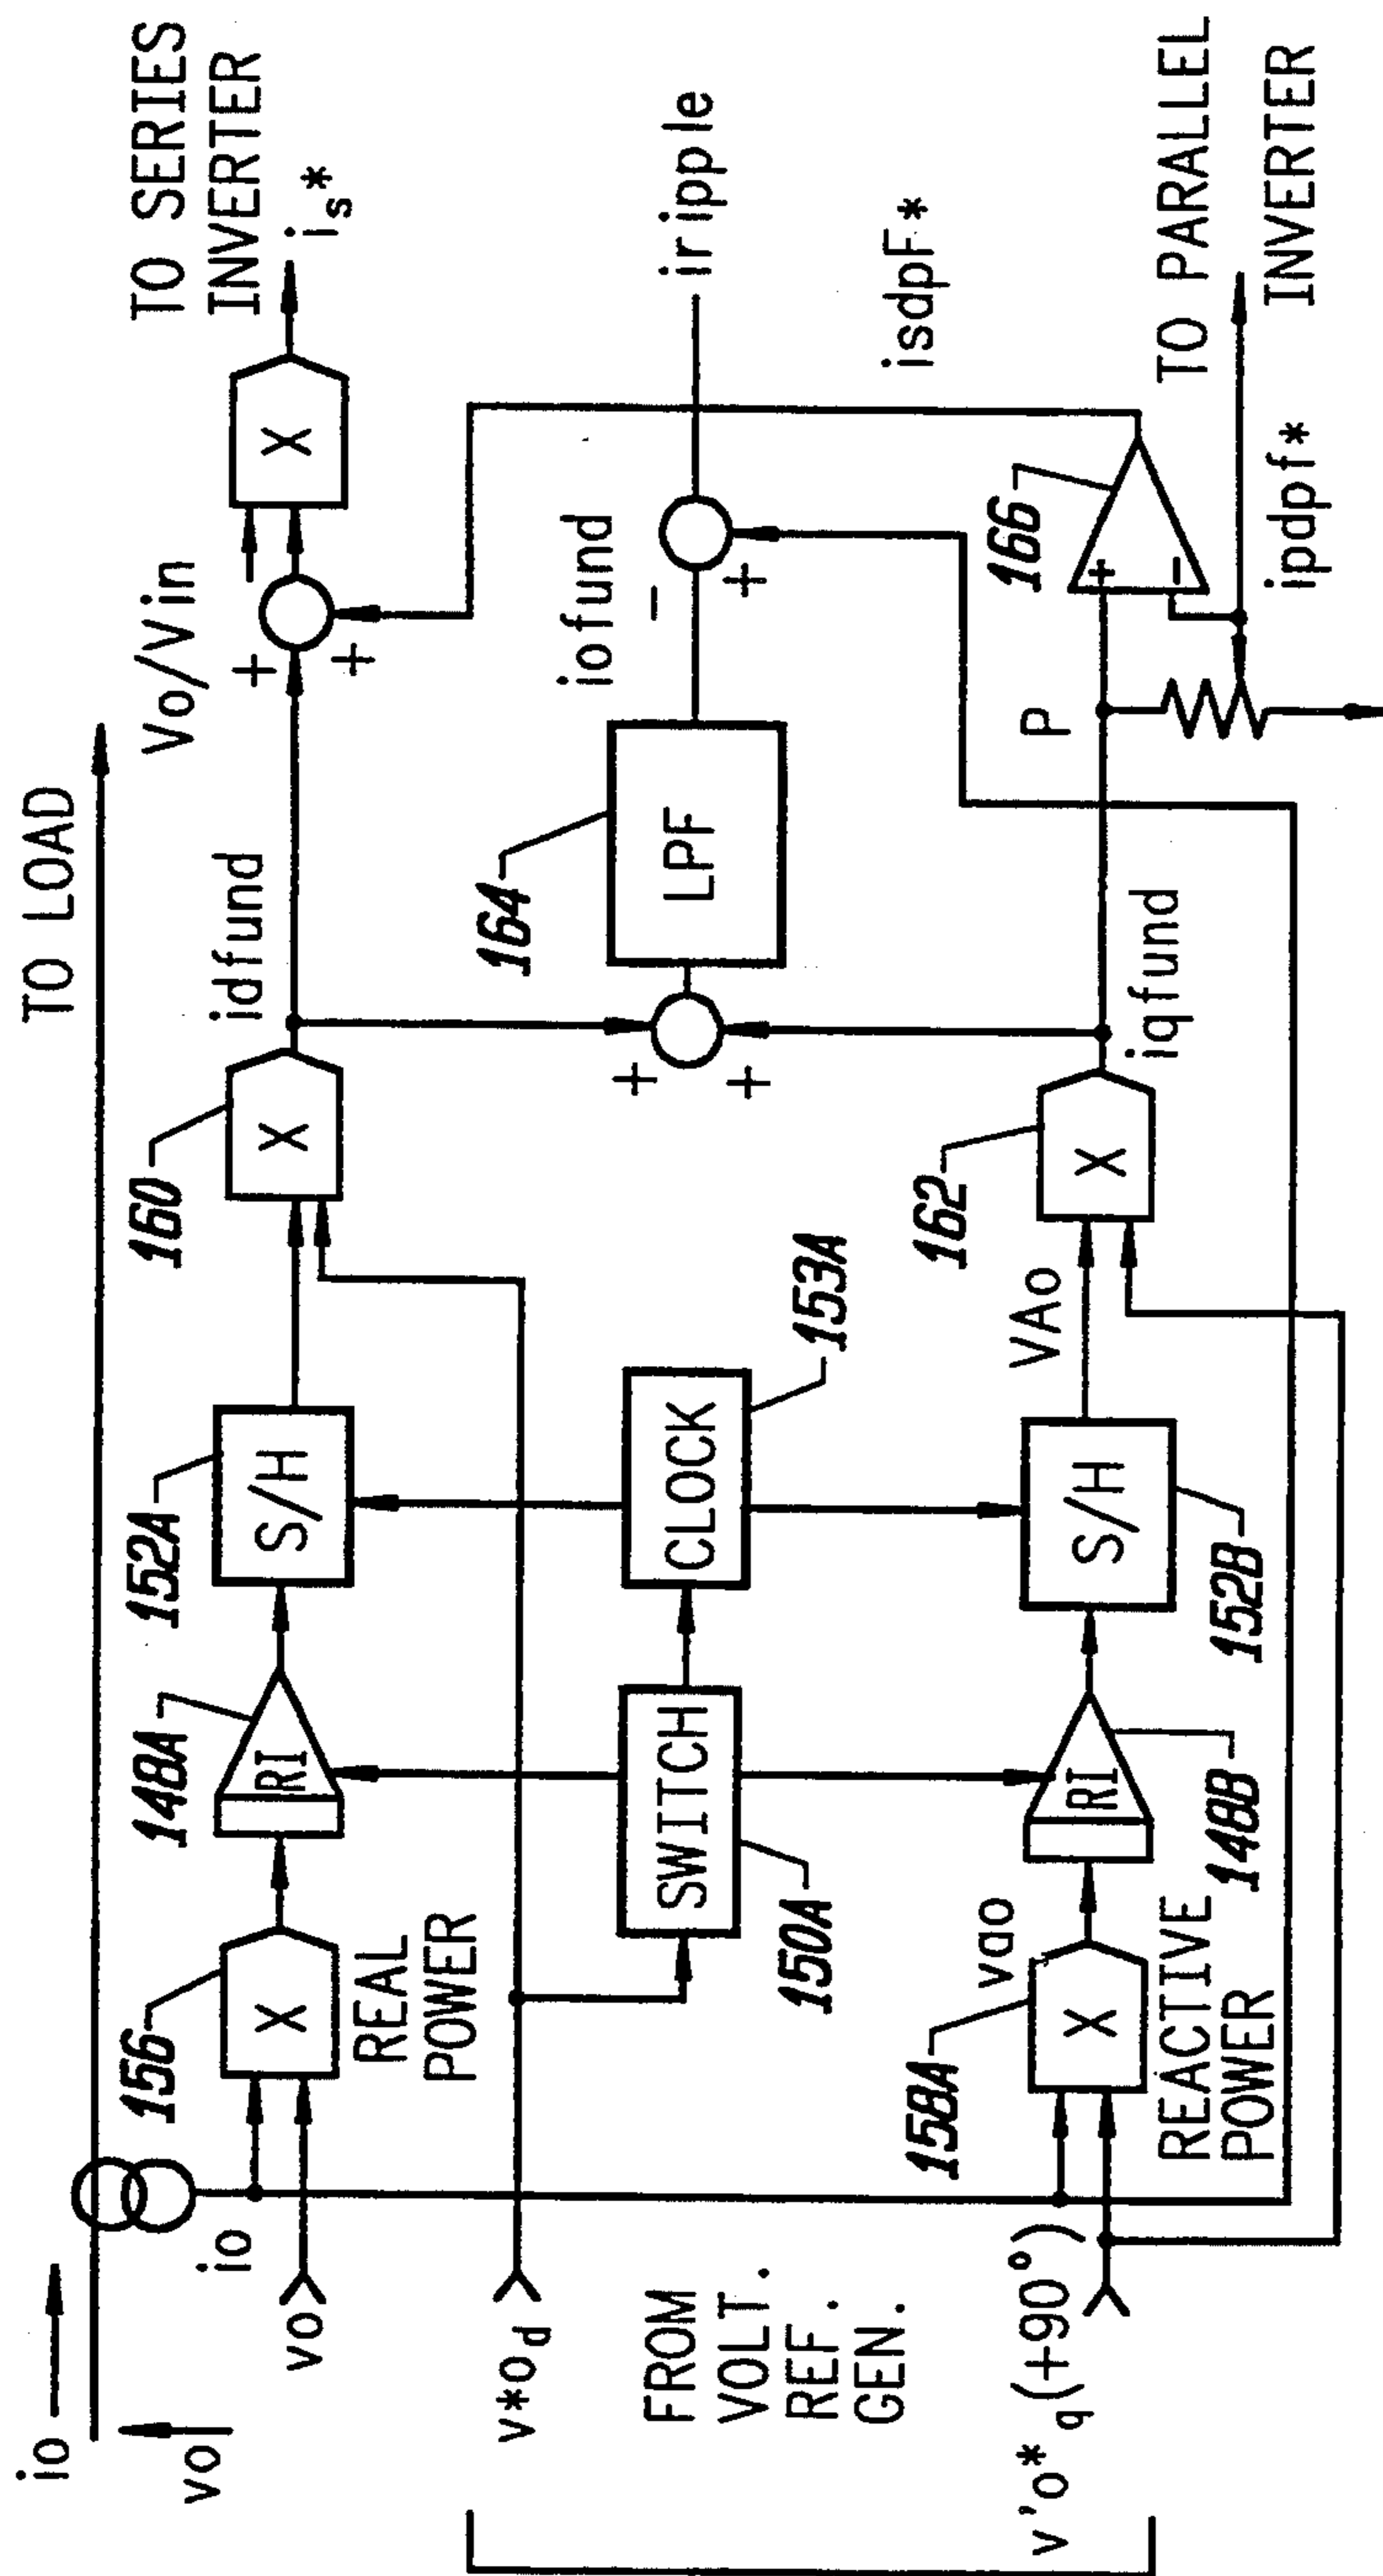 io
TO LOAD
vo
io
vo
156
X
REAL
POWER
148A
RI
152A
S/H
160
X
idfund
Vo/Vin
+
+
X
TO SERIES
INVERTER
is*
v*od
FROM
VOLT.
REF.
GEN.
150A
SWITCH
CLOCK
153A
+
+
164
LPF
iofund
-
+
iripple
isdpF*
v'o*q(+90°)
158A
X
vao
REACTIVE
POWER
148B
RI
152B
S/H
VAo
162
X
iqfund
P
166
+
-
TO PARALLEL
INVERTER
ipdpf*